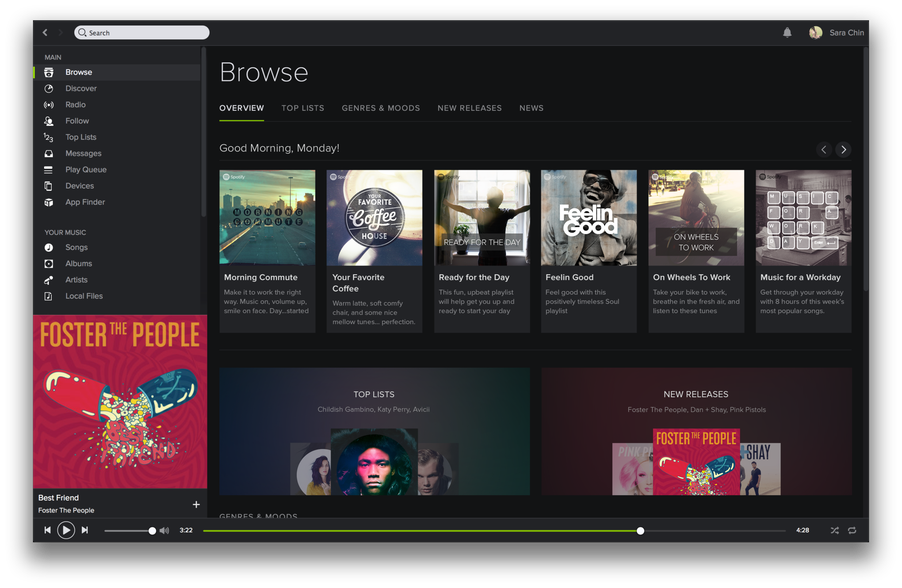 Search
Sara Chin
MAIN
Browse
Discover
Radio
Follow
Top Lists
Messages
Play Queue
Devices
App Finder
YOUR MUSIC
Songs
Albums
Artists
Local Files
FOSTER THE PEOPLE
Best Friend
Foster The People
Browse
OVERVIEW
TOP LISTS
GENRES & MOODS
NEW RELEASES
NEWS
Good Morning, Monday!
Spotify
MORNING
COMMUTE
Morning Commute
Make it to work the right
way. Music on, volume up,
smile on face. Day...started
Spotify
YOUR
FAVORITE
Coffee
HOUSE
Your Favorite
Coffee
Warm latte, soft comfy
chair, and some nice
mellow tunes... perfection.
Spotify
READY FOR THE DAY
Ready for the Day
This fun, upbeat playlist
will help get you up and
ready to start your day
Spotify
Feelin
Good
Feelin Good
Feel good with this
positively timeless Soul
playlist
ON WHEELS
TO WORK
On Wheels To Work
Take your bike to work,
breathe in the fresh air, and
listen to these tunes
Spotify
MUSIC
FOR A
WORK
DAY
Music for a Workday
Get through your workday
with 8 hours of this week's
most popular songs.
TOP LISTS
Childish Gambino, Katy Perry, Avicii
NEW RELEASES
Foster The People, Dan + Shay, Pink Pistols
FOSTER THE PEOPLE
+SHAY
GENRES & MOODS
3:22
4:28